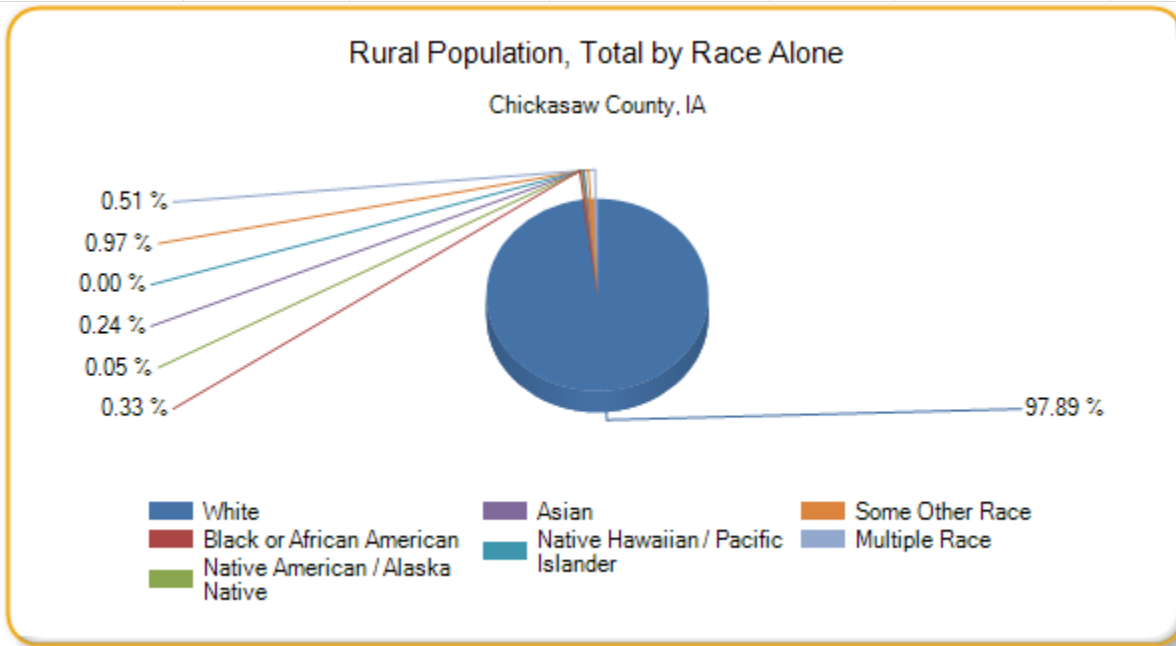 Rural Population, Total by Race Alone
Chickasaw County, IA
0.51 %
0.97 %
0.00 %
0.24 %
0.05 %
0.33 %
97.89 %
White
Black or African American
Native American / Alaska
Native
Asian
Native Hawaiian / Pacific
Islander
Some Other Race
Multiple Race